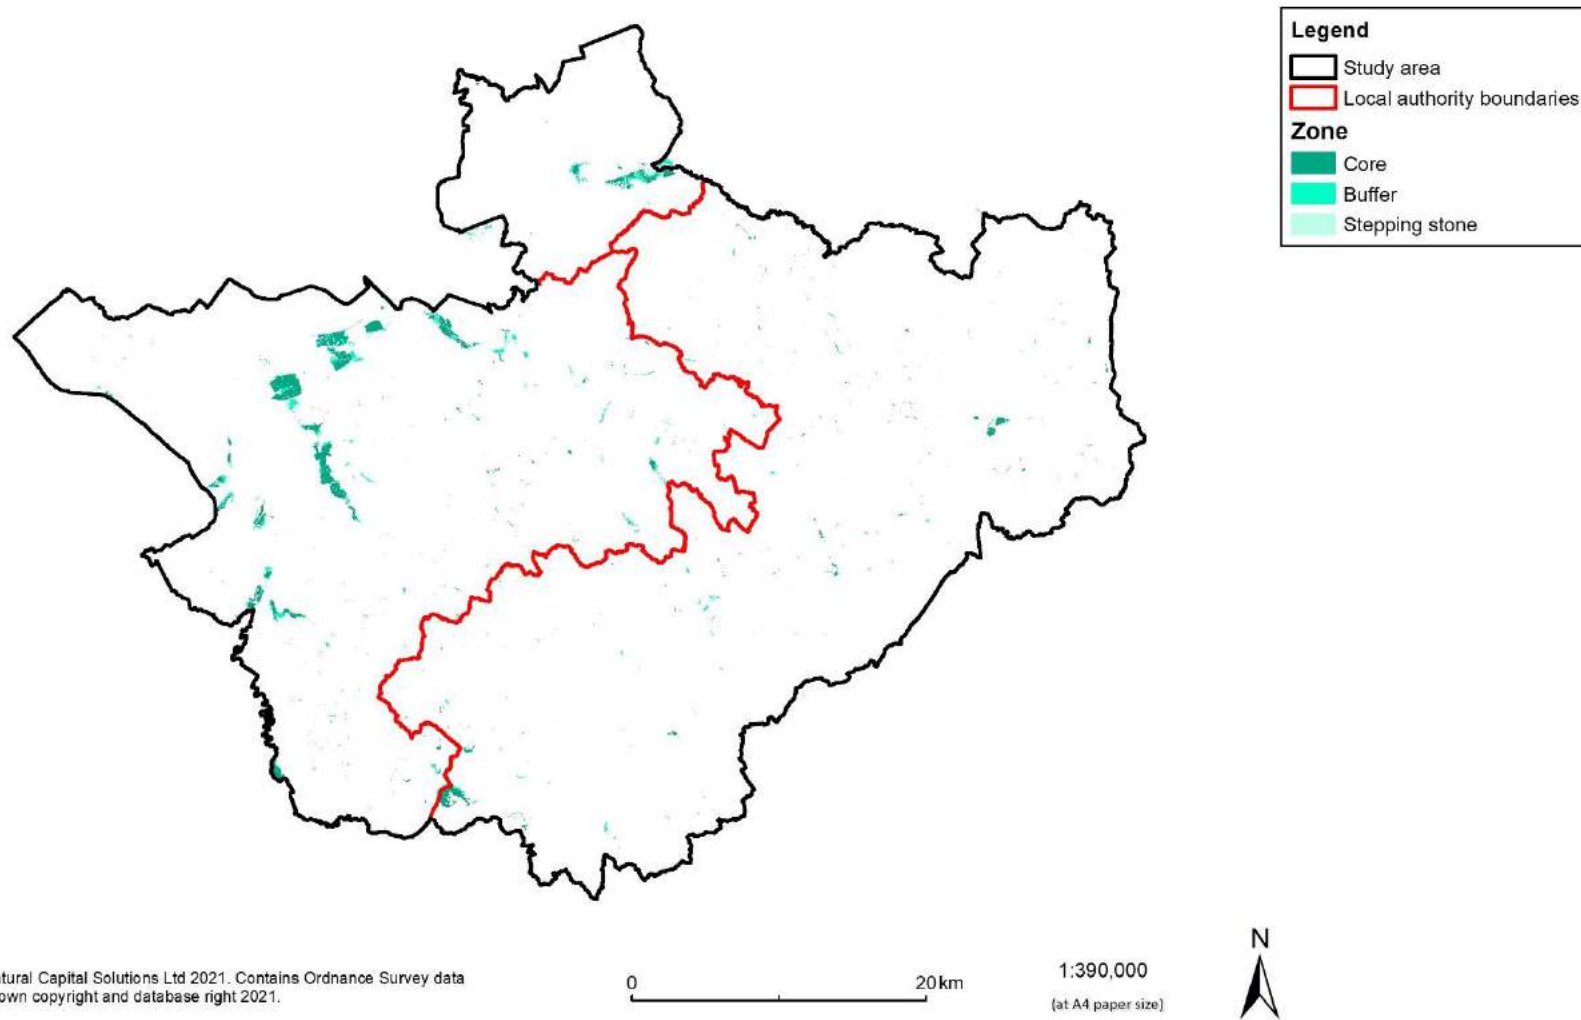 Legend
Study area
Local authority boundaries
Zone
Core
Buffer
Stepping stone
N
tural Capital Solutions Ltd 2021. Contains Ordnance Survey data
own copyright and database right 2021.
0 20km
1:390,000
(at A4 paper size)